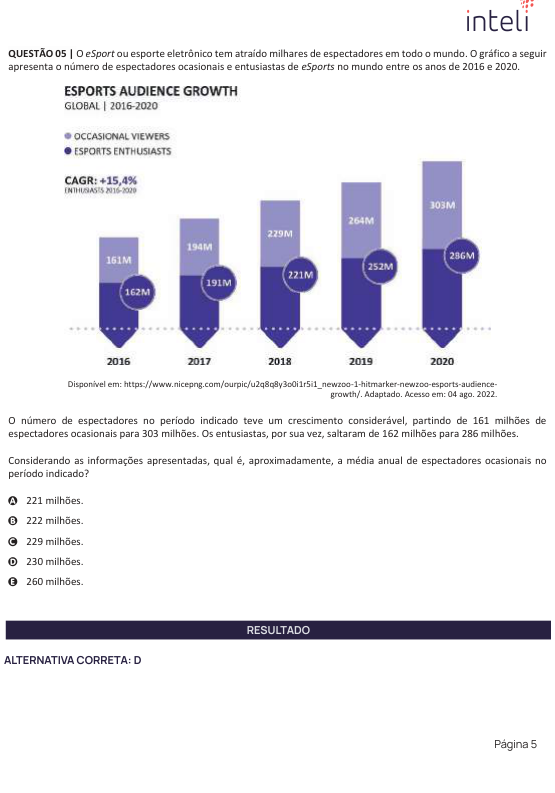 inteli
QUESTÃO 05 | O eSport ou esporte eletrônico tem atraído milhares de espectadores em todo o mundo. O gráfico a seguir
apresenta o número de espectadores ocasionais e entusiastas de eSports no mundo entre os anos de 2016 e 2020.
ESPORTS AUDIENCE GROWTH
GLOBAL | 2016-2020
OCCASIONAL VIEWERS
ESPORTS ENTHUSIASTS
CAGR: +15,4%
ENTHUSIASTS 2016-2020
161M 194M 229M 264M 303M
162M 191M 221M 252M 286M
2016 2017 2018 2019 2020
Disponível em: https://www.nicepng.com/ourpic/u2q8q8y3o0i1r5i1_newzoo-1-hitmarker-newzoo-esports-audience-
growth/. Adaptado. Acesso em: 04 ago. 2022.
O número de espectadores no período indicado teve um crescimento considerável, partindo de 161 milhões de
espectadores ocasionais para 303 milhões. Os entusiastas, por sua vez, saltaram de 162 milhões para 286 milhões.
Considerando as informações apresentadas, qual é, aproximadamente, a média anual de espectadores ocasionais no
período indicado?
A 221 milhões.
B 222 milhões.
C 229 milhões.
D 230 milhões.
E 260 milhões.
RESULTADO
ALTERNATIVA CORRETA: D
Página 5